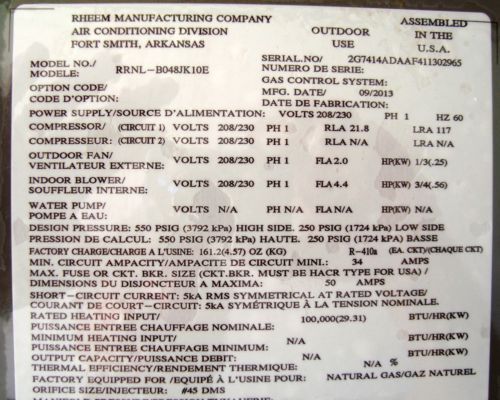 RHEEM MANUFACTURING COMPANY ASSEMBLED
AIR CONDITIONING DIVISION OUTDOOR IN THE
FORT SMITH, ARKANSAS USE U.S.A.
MODEL NO./ SERIAL.NO/ 2G7414ADAAF411302965
MODELE: RRNL-B048JK10E NUMERO DE SERIE:
GAS CONTROL SYSTEM:
OPTION CODE/ MFG. DATE/ 09/2013
CODE D'OPTION: DATE DE FABRICATION:
POWER SUPPLY/SOURCE D'ALIMENTATION: VOLTS 208/230 PH 1 HZ 60
COMPRESSOR/ (CIRCUIT 1) VOLTS 208/230 PH 1 RLA 21.8 LRA 117
COMPRESSEUR: (CIRCUIT 2) VOLTS 208/230 PH 1 RLA N/A LRA N/A
OUTDOOR FAN/
VENTILATEUR EXTERNE: VOLTS 208/230 PH 1 FLA 2.0 HP(KW) 1/3(.25)
INDOOR BLOWER/
SOUFFLEUR INTERNE: VOLTS 208/230 PH 1 FLA 4.4 HP(KW) 3/4(.56)
WATER PUMP/
POMPE A EAU: VOLTS N/A PH N/A FLA N/A HP(KW) N/A
DESIGN PRESSURE: 550 PSIG (3792 kPa) HIGH SIDE. 250 PSIG (1724 kPa) LOW SIDE
PRESSION DE CALCUL: 550 PSIG (3792 kPa) HAUTE. 250 PSIG (1724 kPa) BASSE
FACTORY CHARGE/CHARGE A L'USINE: 161.2(4.57) OZ (KG) R-410a (EA. CKT)/(CHAQUE CKT)
MIN. CIRCUIT AMPACITY/AMPACITE DE CIRCUIT MINI.: 34 AMPS
MAX. FUSE OR CKT. BKR. SIZE (CKT. BKR. MUST BE HACR TYPE FOR USA) /
DIMENSIONS DU DISJONCTEUR A MAXIMA: 50 AMPS
SHORT-CIRCUIT CURRENT: 5kA RMS SYMMETRICAL AT RATED VOLTAGE/
COURANT DE COURT-CIRCUIT: 5kA SYMÉTRIQUE À LA TENSION NOMINALE.
RATED HEATING INPUT/ 100,000(29.31) BTU/HR(KW)
PUISSANCE ENTREE CHAUFFAGE NOMINALE:
MINIMUM HEATING INPUT/ N/A BTU/HR(KW)
PUISSANCE ENTREE CHAUFFAGE MINIMUM:
OUTPUT CAPACITY/PUISSANCE DEBIT: N/A BTU/HR(KW)
THERMAL EFFICIENCY/RENDEMENT THERMIQUE: N/A %
FACTORY EQUIPPED FOR /EQUIPE A L'USINE POUR: NATURAL GAS/GAZ NATUREL
ORIFICE SIZE/INJECTEUR: #45 DMS